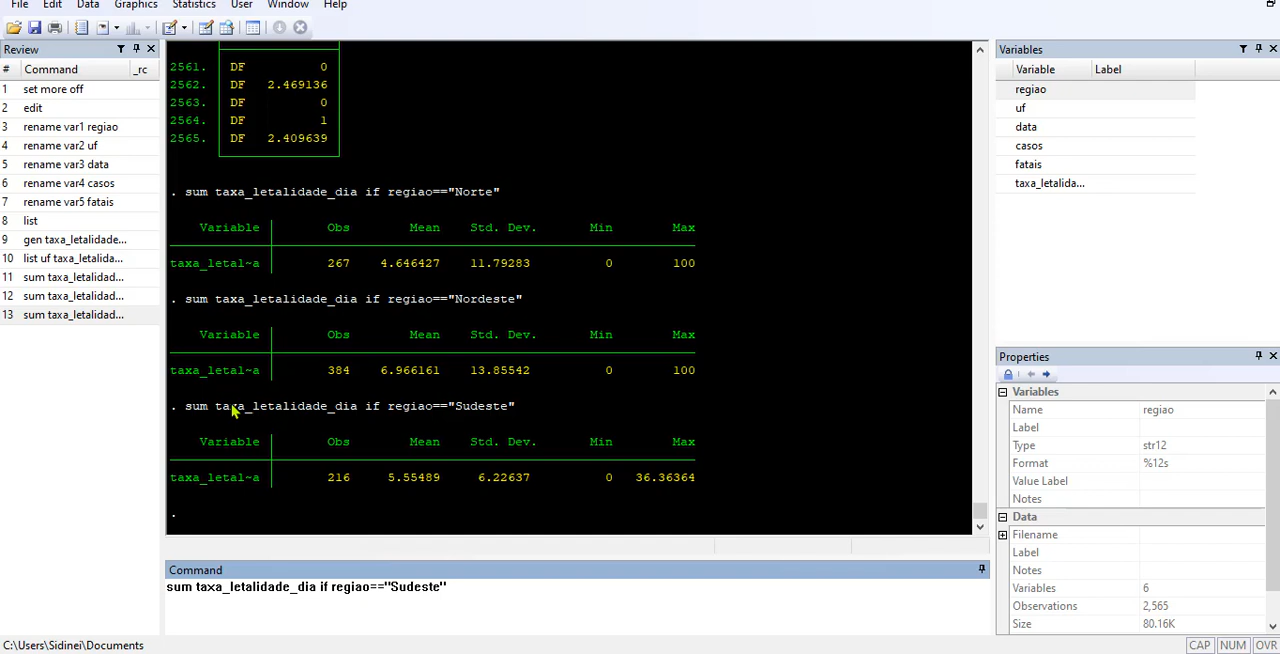 File Edit Data Graphics Statistics User Window Help
Review
# Command _rc
1 set more off
2 edit
3 rename var1 regiao
4 rename var2 uf
5 rename var3 data
6 rename var4 casos
7 rename var5 fatais
8 list
9 gen taxa_letalidade...
10 list uf taxa_letalida...
11 sum taxa_letalidad...
12 sum taxa_letalidad...
13 sum taxa_letalidad...
2561. DF 0
2562. DF 2.469136
2563. DF 0
2564. DF 1
2565. DF 2.409639
. sum taxa_letalidade_dia if regiao=="Norte"
Variable Obs Mean Std. Dev. Min Max
taxa_letal~a 267 4.646427 11.79283 0 100
. sum taxa_letalidade_dia if regiao=="Nordeste"
Variable Obs Mean Std. Dev. Min Max
taxa_letal~a 384 6.966161 13.85542 0 100
. sum taxa_letalidade_dia if regiao=="Sudeste"
Variable Obs Mean Std. Dev. Min Max
taxa_letal~a 216 5.55489 6.22637 0 36.36364
.
Command
sum taxa_letalidade_dia if regiao=="Sudeste"
Variables
Variable Label
regiao
uf
data
casos
fatais
taxa_letalida...
Properties
Variables
Name regiao
Label
Type str12
Format %12s
Value Label
Notes
Data
Filename
Label
Notes
Variables 6
Observations 2,565
Size 80.16K
C:\Users\Sidinei\Documents
CAP NUM OVR